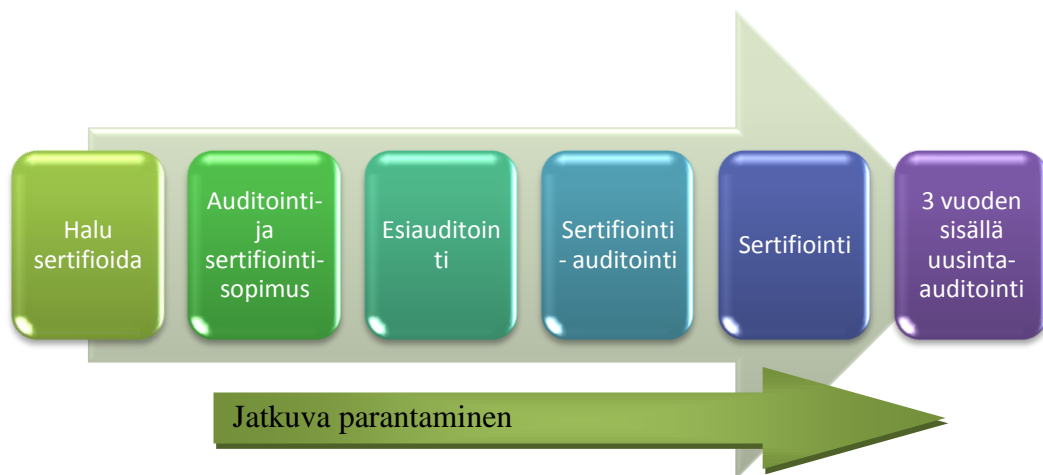 Halu
sertifioida
Auditointi-
ja
sertifiointi-
sopimus
Esiauditoin
ti
Sertifiointi
- auditointi
Sertifiointi
3 vuoden
sisällä
uusinta-
auditointi
Jatkuva parantaminen